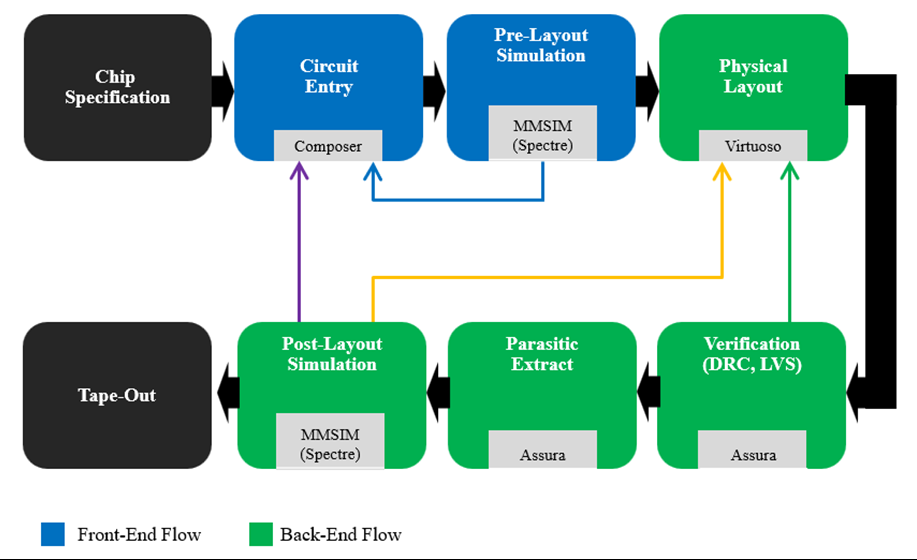 Chip
Specification
Circuit
Entry
Composer
Pre-Layout
Simulation
MMSIM
(Spectre)
Physical
Layout
Virtuoso
Tape-Out
Post-Layout
Simulation
MMSIM
(Spectre)
Parasitic
Extract
Assura
Verification
(DRC, LVS)
Assura
Front-End Flow
Back-End Flow